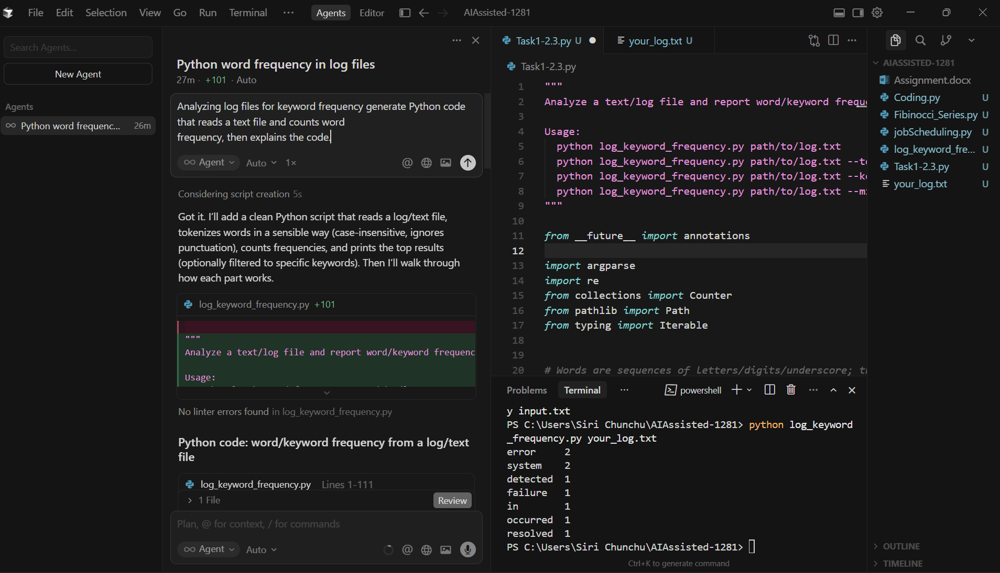 File Edit Selection View Go Run Terminal ··· Agents Editor AIAssisted-1281
Search Agents...
New Agent
Agents
Python word frequenc... 26m
Python word frequency in log files
27m · +101 · Auto
Analyzing log files for keyword frequency generate Python code
that reads a text file and counts word
frequency, then explains the code.
Agent Auto 1×
Considering script creation 5s
Got it. I'll add a clean Python script that reads a log/text file,
tokenizes words in a sensible way (case-insensitive, ignores
punctuation), counts frequencies, and prints the top results
(optionally filtered to specific keywords). Then I'll walk through
how each part works.
log_keyword_frequency.py +101
"""
Analyze a text/log file and report word/keyword frequenc
Usage:
No linter errors found in log_keyword_frequency.py
Python code: word/keyword frequency from a log/text
file
log_keyword_frequency.py Lines 1-111
1 File Review
Plan, @ for context, / for commands
Agent Auto
Task1-2.3.py U
your_log.txt U
Task1-2.3.py
1 """
2 Analyze a text/log file and report word/keyword frequ
3
4 Usage:
5 python log_keyword_frequency.py path/to/log.txt
6 python log_keyword_frequency.py path/to/log.txt --t
7 python log_keyword_frequency.py path/to/log.txt --k
8 python log_keyword_frequency.py path/to/log.txt --m
9 """
10
11 from __future__ import annotations
12
13 import argparse
14 import re
15 from collections import Counter
16 from pathlib import Path
17 from typing import Iterable
18
19
20 # Words are sequences of letters/digits/underscore; t
Problems Terminal ··· powershell
y input.txt
PS C:\Users\Siri Chunchu\AIAssisted-1281> python log_keyword
_frequency.py your_log.txt
error 2
system 2
detected 1
failure 1
in 1
occurred 1
resolved 1
PS C:\Users\Siri Chunchu\AIAssisted-1281>
Ctrl+K to generate command
AIASSISTED-1281
Assignment.docx
Coding.py U
Fibinocci_Series.py U
jobScheduling.py U
log_keyword_fre... U
Task1-2.3.py U
your_log.txt U
OUTLINE
TIMELINE